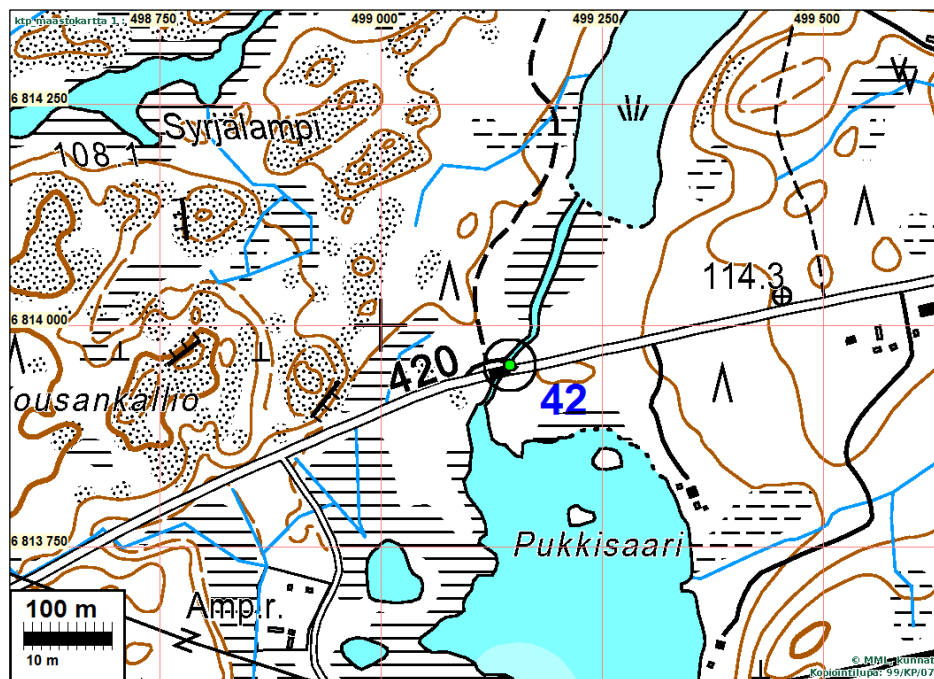 ktp maastokartta 1 :
498 750
499 000
499 250
499 500
6 814 250
Syrjälampi
108.1
114.3
6 814 000
420
42
ousankallio
6 813 750
Pukkisaari
Amp.r.
100 m
10 m
© MML, kunnat
Kopiointilupa: 99/KP/07